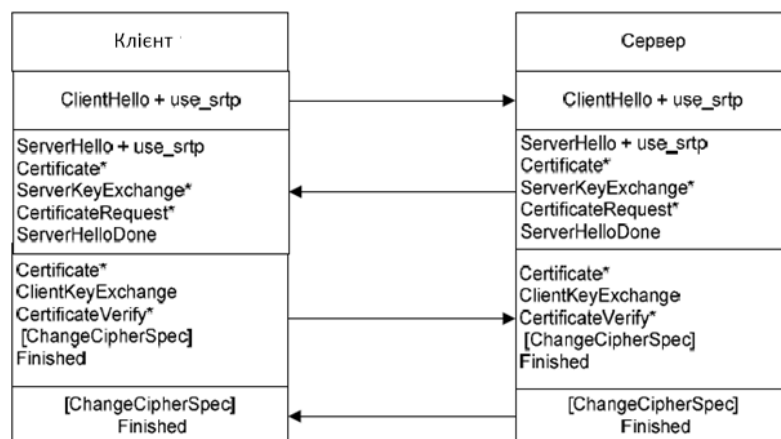 Клієнт
Сервер
ClientHello + use_srtp
ClientHello + use_srtp
ServerHello + use_srtp
Certificate*
ServerKeyExchange*
CertificateRequest*
ServerHelloDone
ServerHello + use_srtp
Certificate*
ServerKeyExchange*
CertificateRequest*
ServerHelloDone
Certificate*
ClientKeyExchange
CertificateVerify*
[ChangeCipherSpec]
Finished
Certificate*
ClientKeyExchange
CertificateVerify*
[ChangeCipherSpec]
Finished
[ChangeCipherSpec]
Finished
[ChangeCipherSpec]
Finished